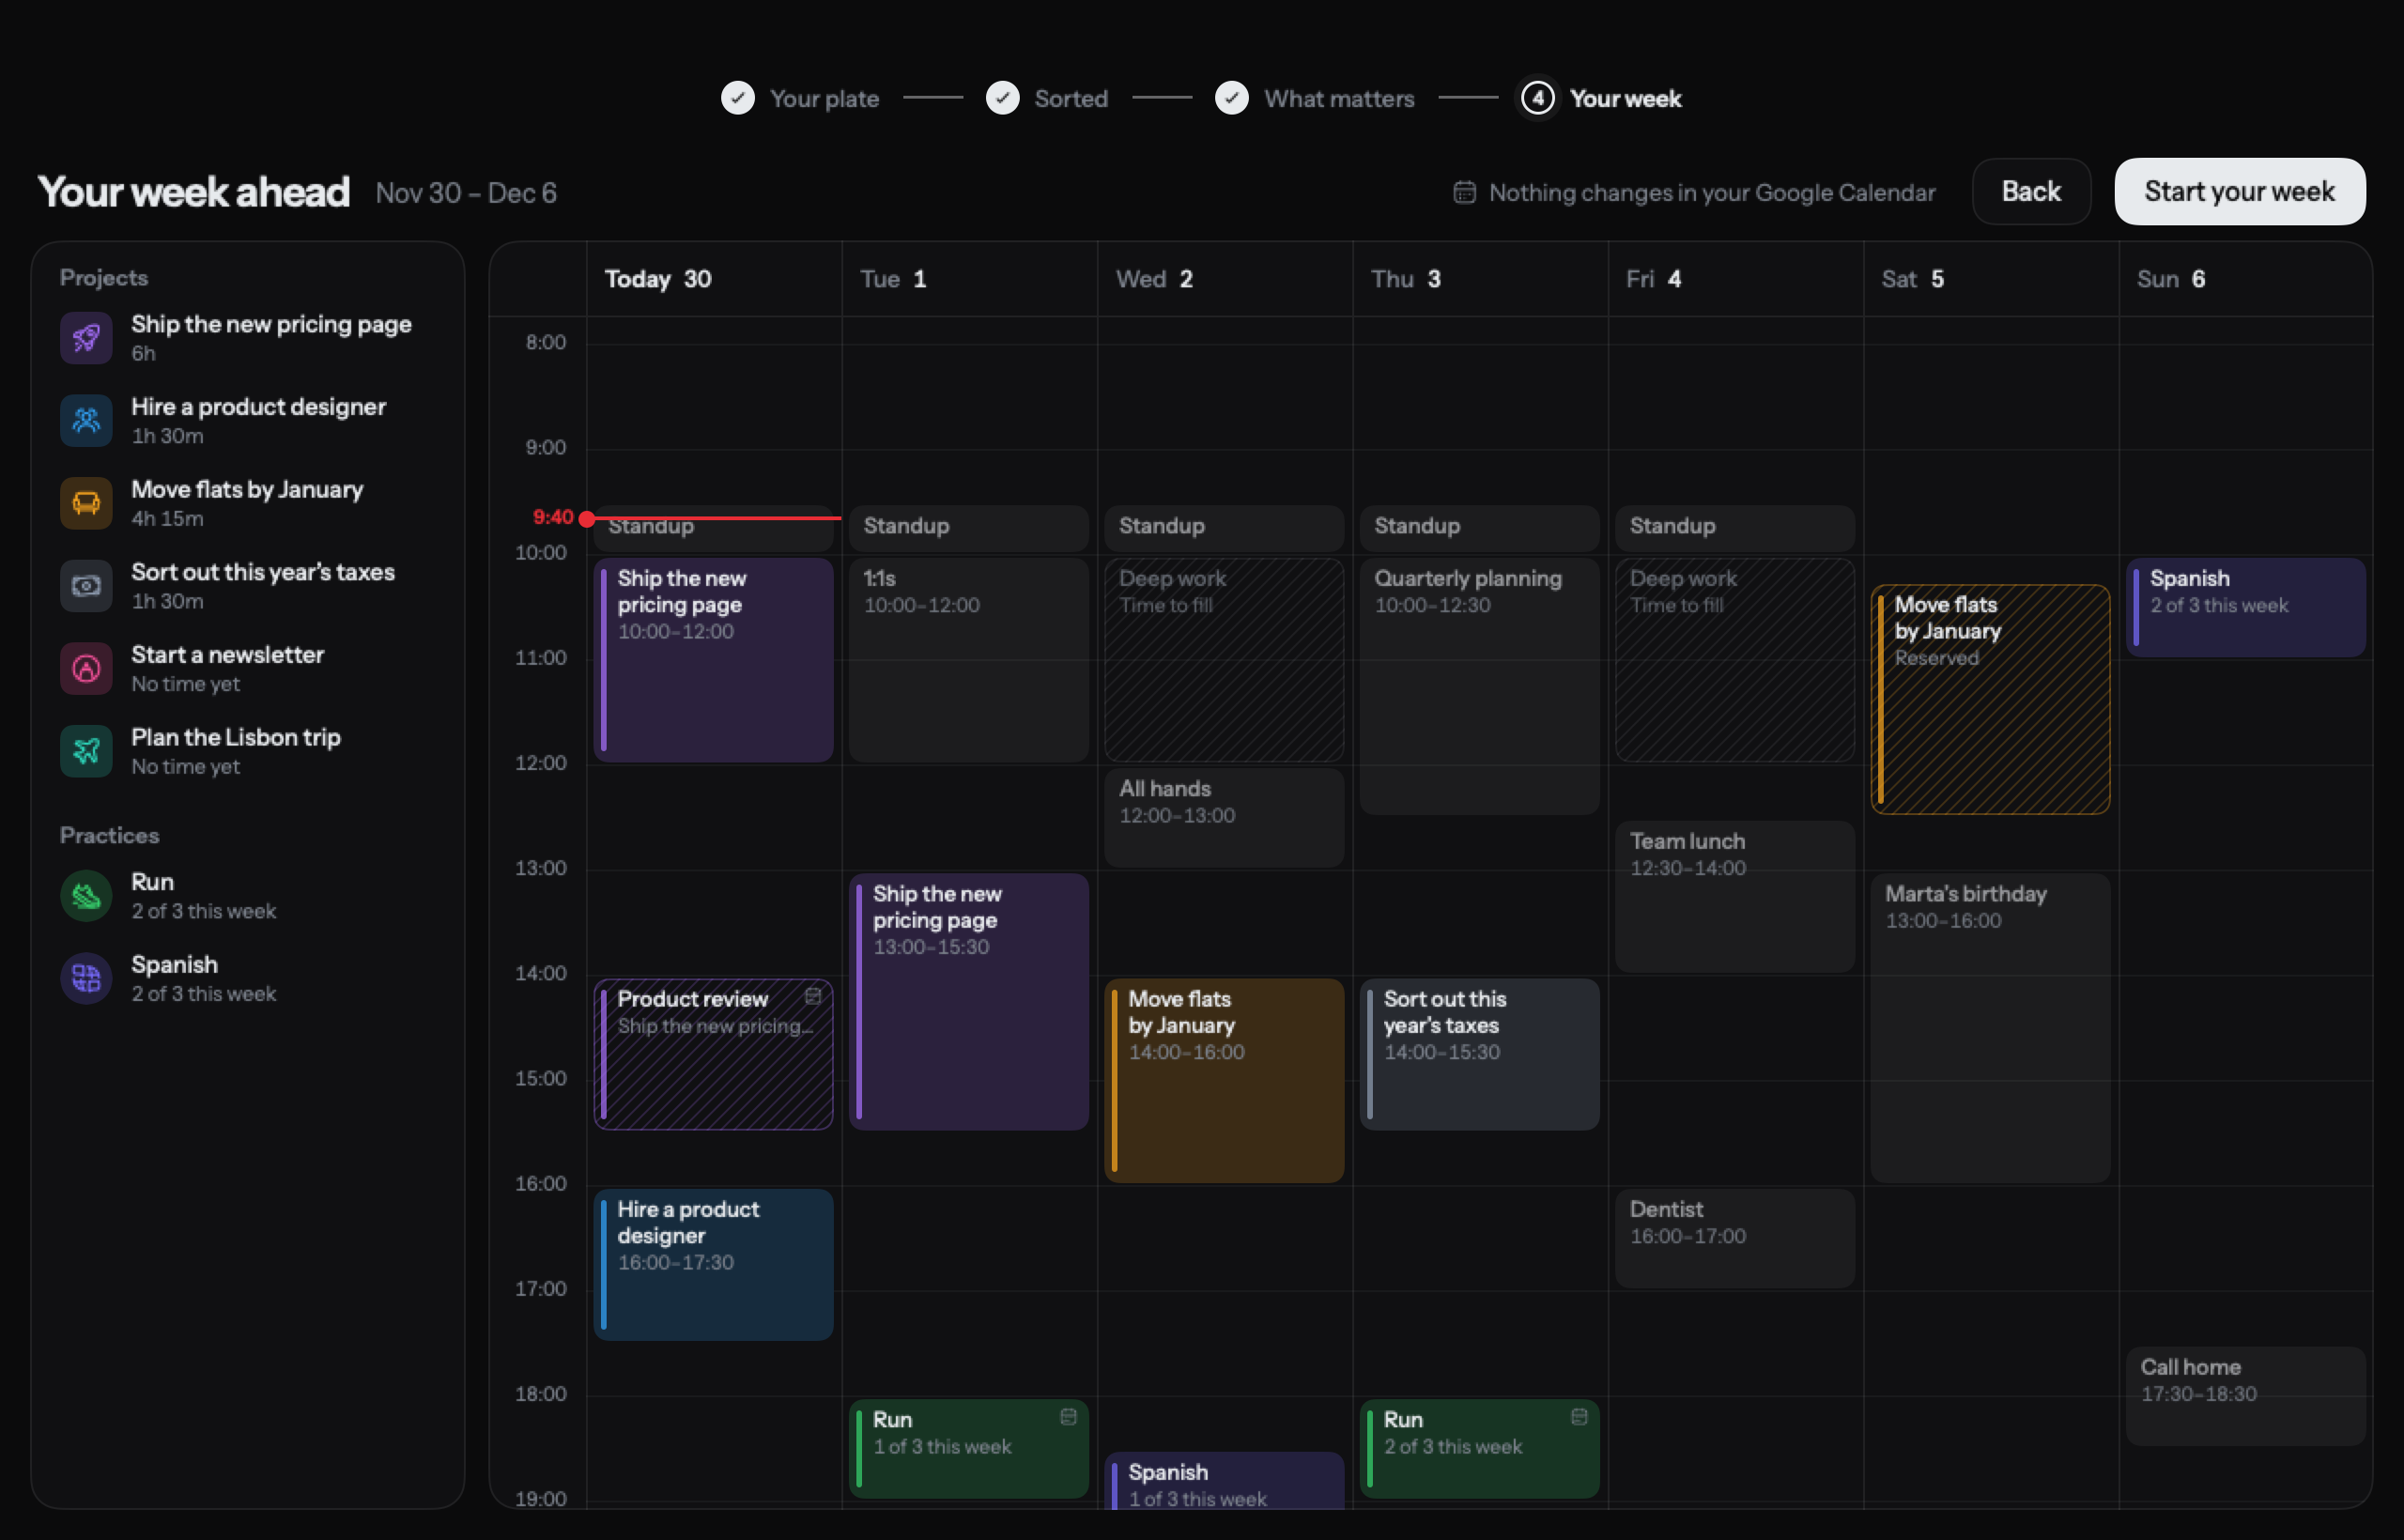 Your plate
Sorted
What matters
4 Your week
Your week ahead Nov 30 – Dec 6
Nothing changes in your Google Calendar
Back
Start your week
Projects
Ship the new pricing page
6h
Hire a product designer
1h 30m
Move flats by January
4h 15m
Sort out this year’s taxes
1h 30m
Start a newsletter
No time yet
Plan the Lisbon trip
No time yet
Practices
Run
2 of 3 this week
Spanish
2 of 3 this week
Today 30
Tue 1
Wed 2
Thu 3
Fri 4
Sat 5
Sun 6
8:00
9:00
9:40
10:00
11:00
12:00
13:00
14:00
15:00
16:00
17:00
18:00
19:00
Standup
Ship the new
pricing page
10:00–12:00
Product review
Ship the new pricing...
Hire a product
designer
16:00–17:30
Standup
1:1s
10:00–12:00
Ship the new
pricing page
13:00–15:30
Run
1 of 3 this week
Standup
Deep work
Time to fill
All hands
12:00–13:00
Move flats
by January
14:00–16:00
Spanish
1 of 3 this week
Standup
Quarterly planning
10:00–12:30
Sort out this
year’s taxes
14:00–15:30
Run
2 of 3 this week
Standup
Deep work
Time to fill
Team lunch
12:30–14:00
Dentist
16:00–17:00
Move flats
by January
Reserved
Marta’s birthday
13:00–16:00
Spanish
2 of 3 this week
Call home
17:30–18:30